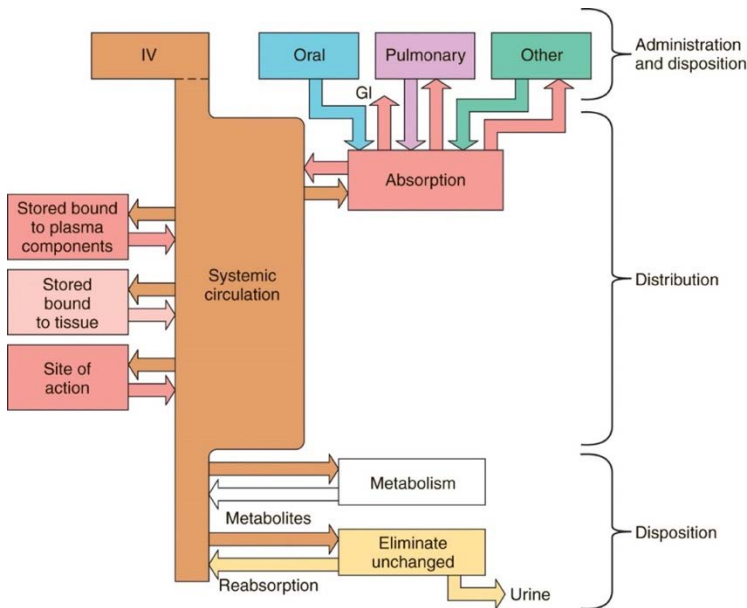 IV
Oral
Pulmonary
Other
Administration
and disposition
GI
Absorption
Stored bound
to plasma
components
Stored
bound
to tissue
Site of
action
Systemic
circulation
Distribution
Metabolism
Metabolites
Eliminate
unchanged
Reabsorption
Urine
Disposition